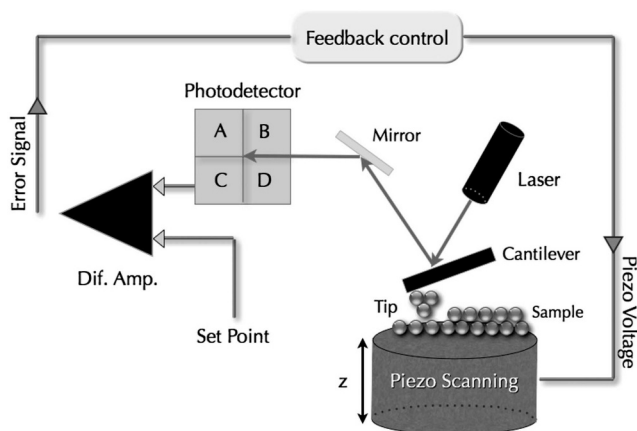 Feedback control
Photodetector
A B
C D
Mirror
Laser
Error Signal
Cantilever
Dif. Amp.
Tip
Sample
Set Point
Piezo Voltage
z
Piezo Scanning